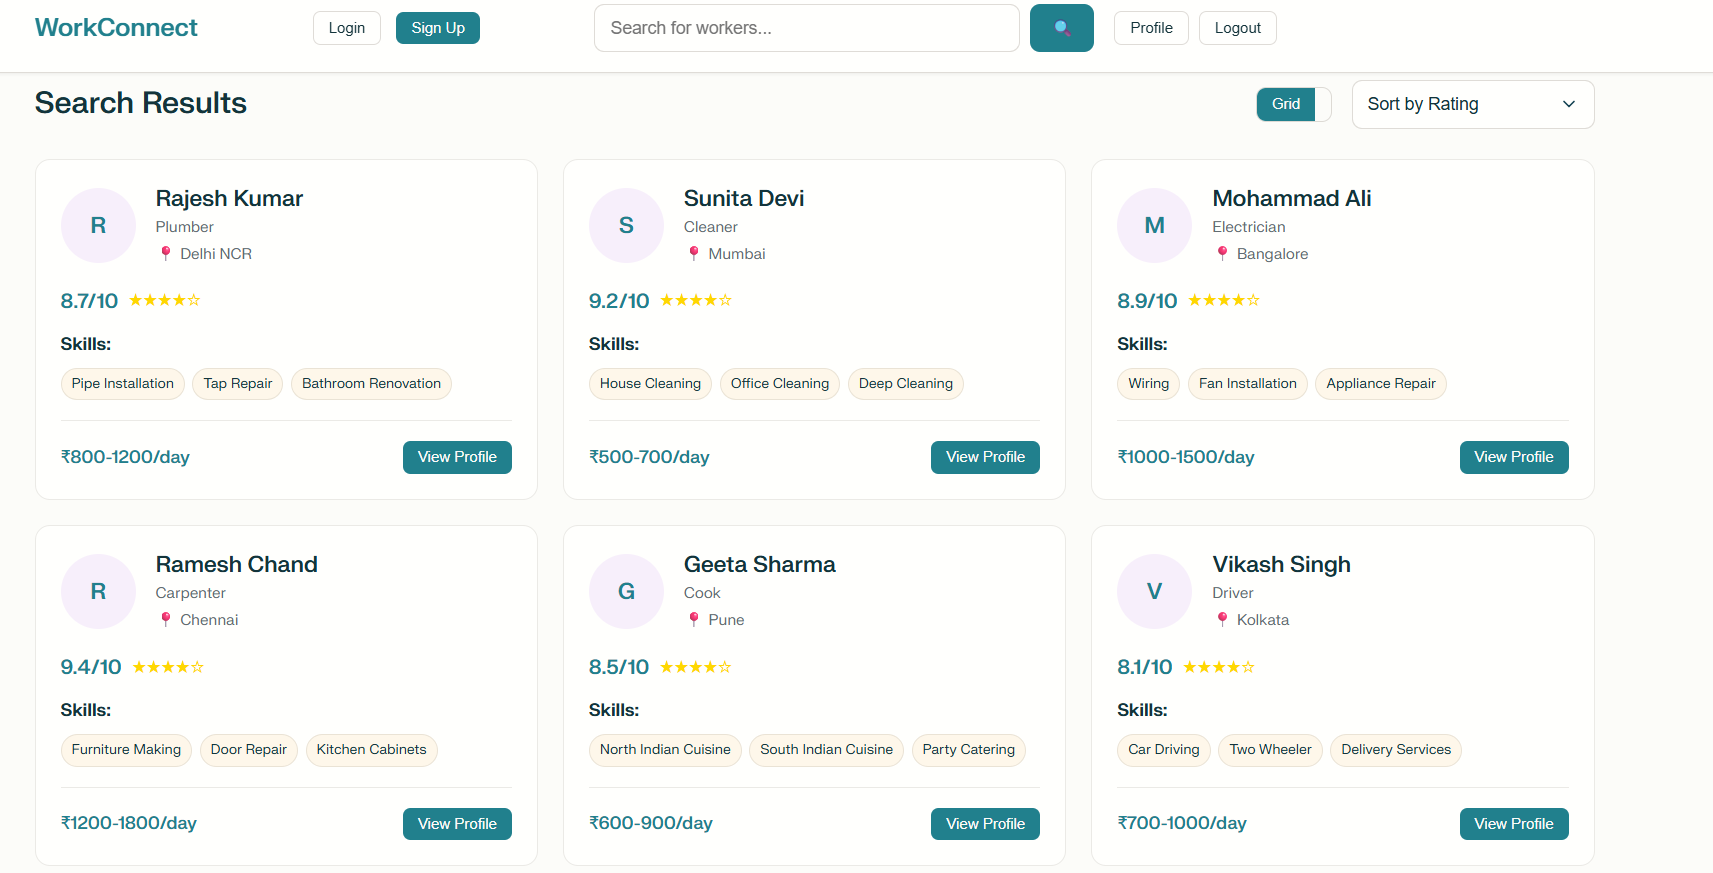 WorkConnect
Login
Sign Up
Search for workers...
Profile
Logout
Search Results
Grid
Sort by Rating
R
Rajesh Kumar
Plumber
Delhi NCR
8.7/10 ★★★★☆
Skills:
Pipe Installation Tap Repair Bathroom Renovation
₹800-1200/day
View Profile
S
Sunita Devi
Cleaner
Mumbai
9.2/10 ★★★★☆
Skills:
House Cleaning Office Cleaning Deep Cleaning
₹500-700/day
View Profile
M
Mohammad Ali
Electrician
Bangalore
8.9/10 ★★★★☆
Skills:
Wiring Fan Installation Appliance Repair
₹1000-1500/day
View Profile
R
Ramesh Chand
Carpenter
Chennai
9.4/10 ★★★★☆
Skills:
Furniture Making Door Repair Kitchen Cabinets
₹1200-1800/day
View Profile
G
Geeta Sharma
Cook
Pune
8.5/10 ★★★★☆
Skills:
North Indian Cuisine South Indian Cuisine Party Catering
₹600-900/day
View Profile
V
Vikash Singh
Driver
Kolkata
8.1/10 ★★★★☆
Skills:
Car Driving Two Wheeler Delivery Services
₹700-1000/day
View Profile